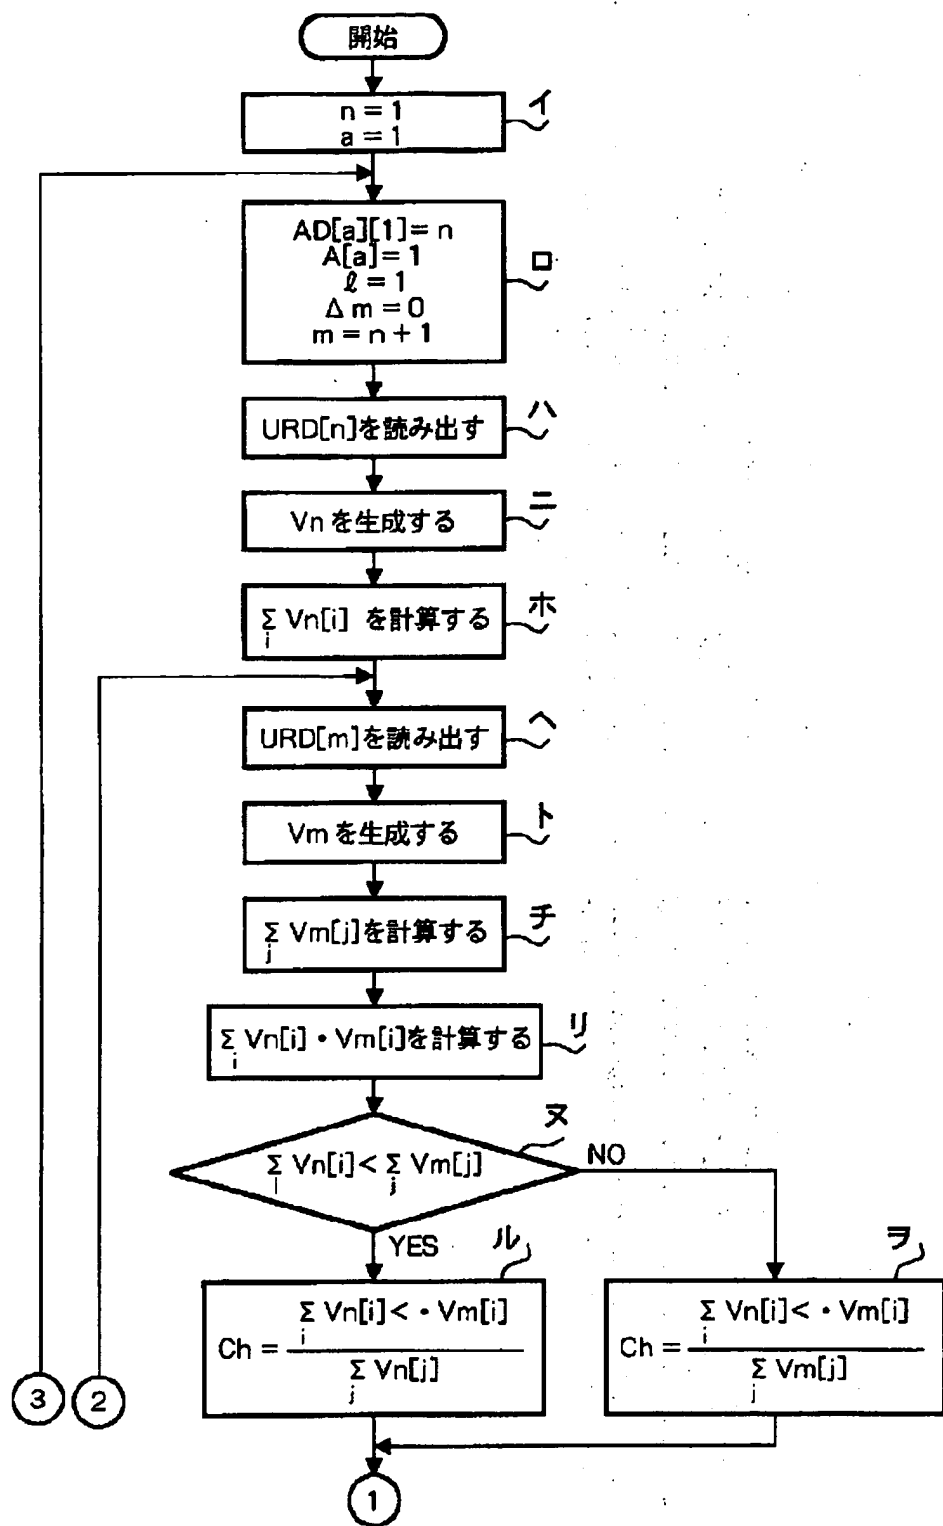 開始
n = 1
a = 1
イ
AD[a][1] = n
A[a] = 1
ℓ = 1
Δm = 0
m = n + 1
ロ
URD[n]を読み出す
ハ
Vn を生成する
ニ
Σ Vn[i] を計算する
i
ホ
URD[m]を読み出す
ヘ
Vm を生成する
ト
Σ Vm[j]を計算する
j
チ
Σ Vn[i]・Vm[i]を計算する
i
リ
Σ Vn[i] < Σ Vm[j]
i j
ヌ
NO
YES
ル
Σ Vn[i] <・Vm[i]
i
Ch =
Σ Vn[j]
j
ヲ
Σ Vn[i] <・Vm[i]
i
Ch =
Σ Vm[j]
j
3
2
1